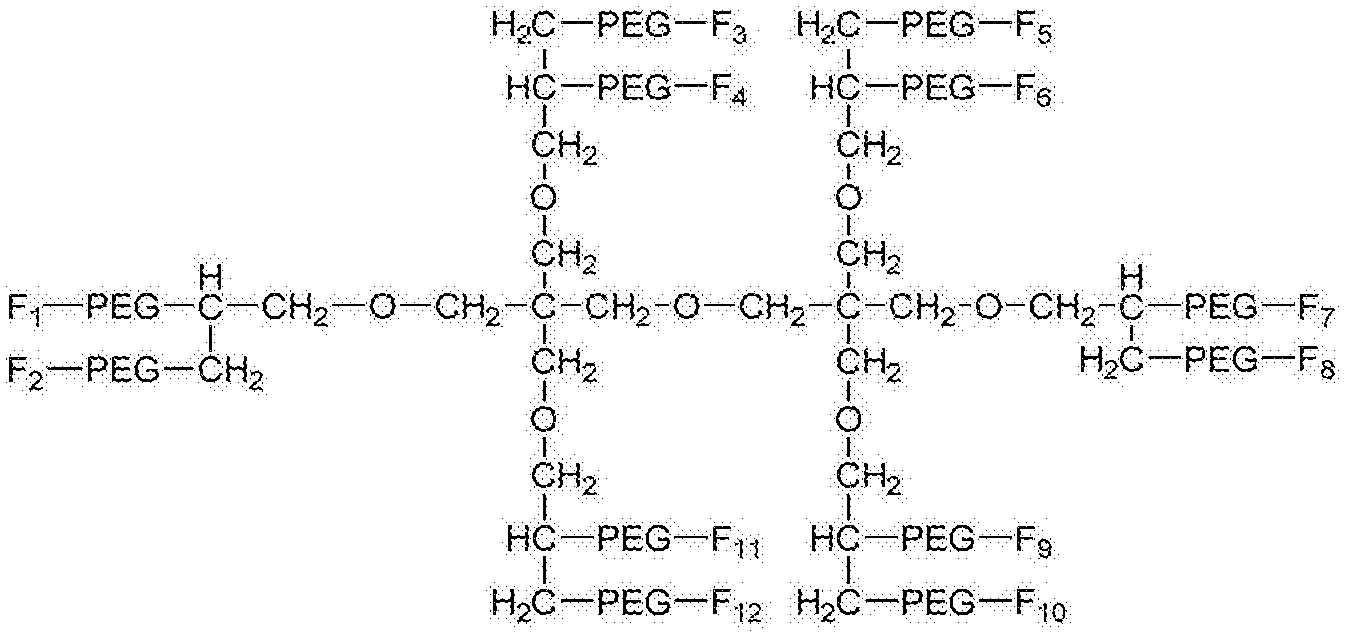 H₂C—PEG—F₃ H₂C—PEG—F₅
HC—PEG—F₄ HC—PEG—F₆
CH₂ CH₂
O O
CH₂ CH₂
H H
F₁—PEG—C—CH₂—O—CH₂—C—CH₂—O—CH₂—C—CH₂—O—CH₂—C—PEG—F₇
F₂—PEG—CH₂ CH₂ CH₂ H₂C—PEG—F₈
O O
CH₂ CH₂
HC—PEG—F₁₁ HC—PEG—F₉
H₂C—PEG—F₁₂ H₂C—PEG—F₁₀